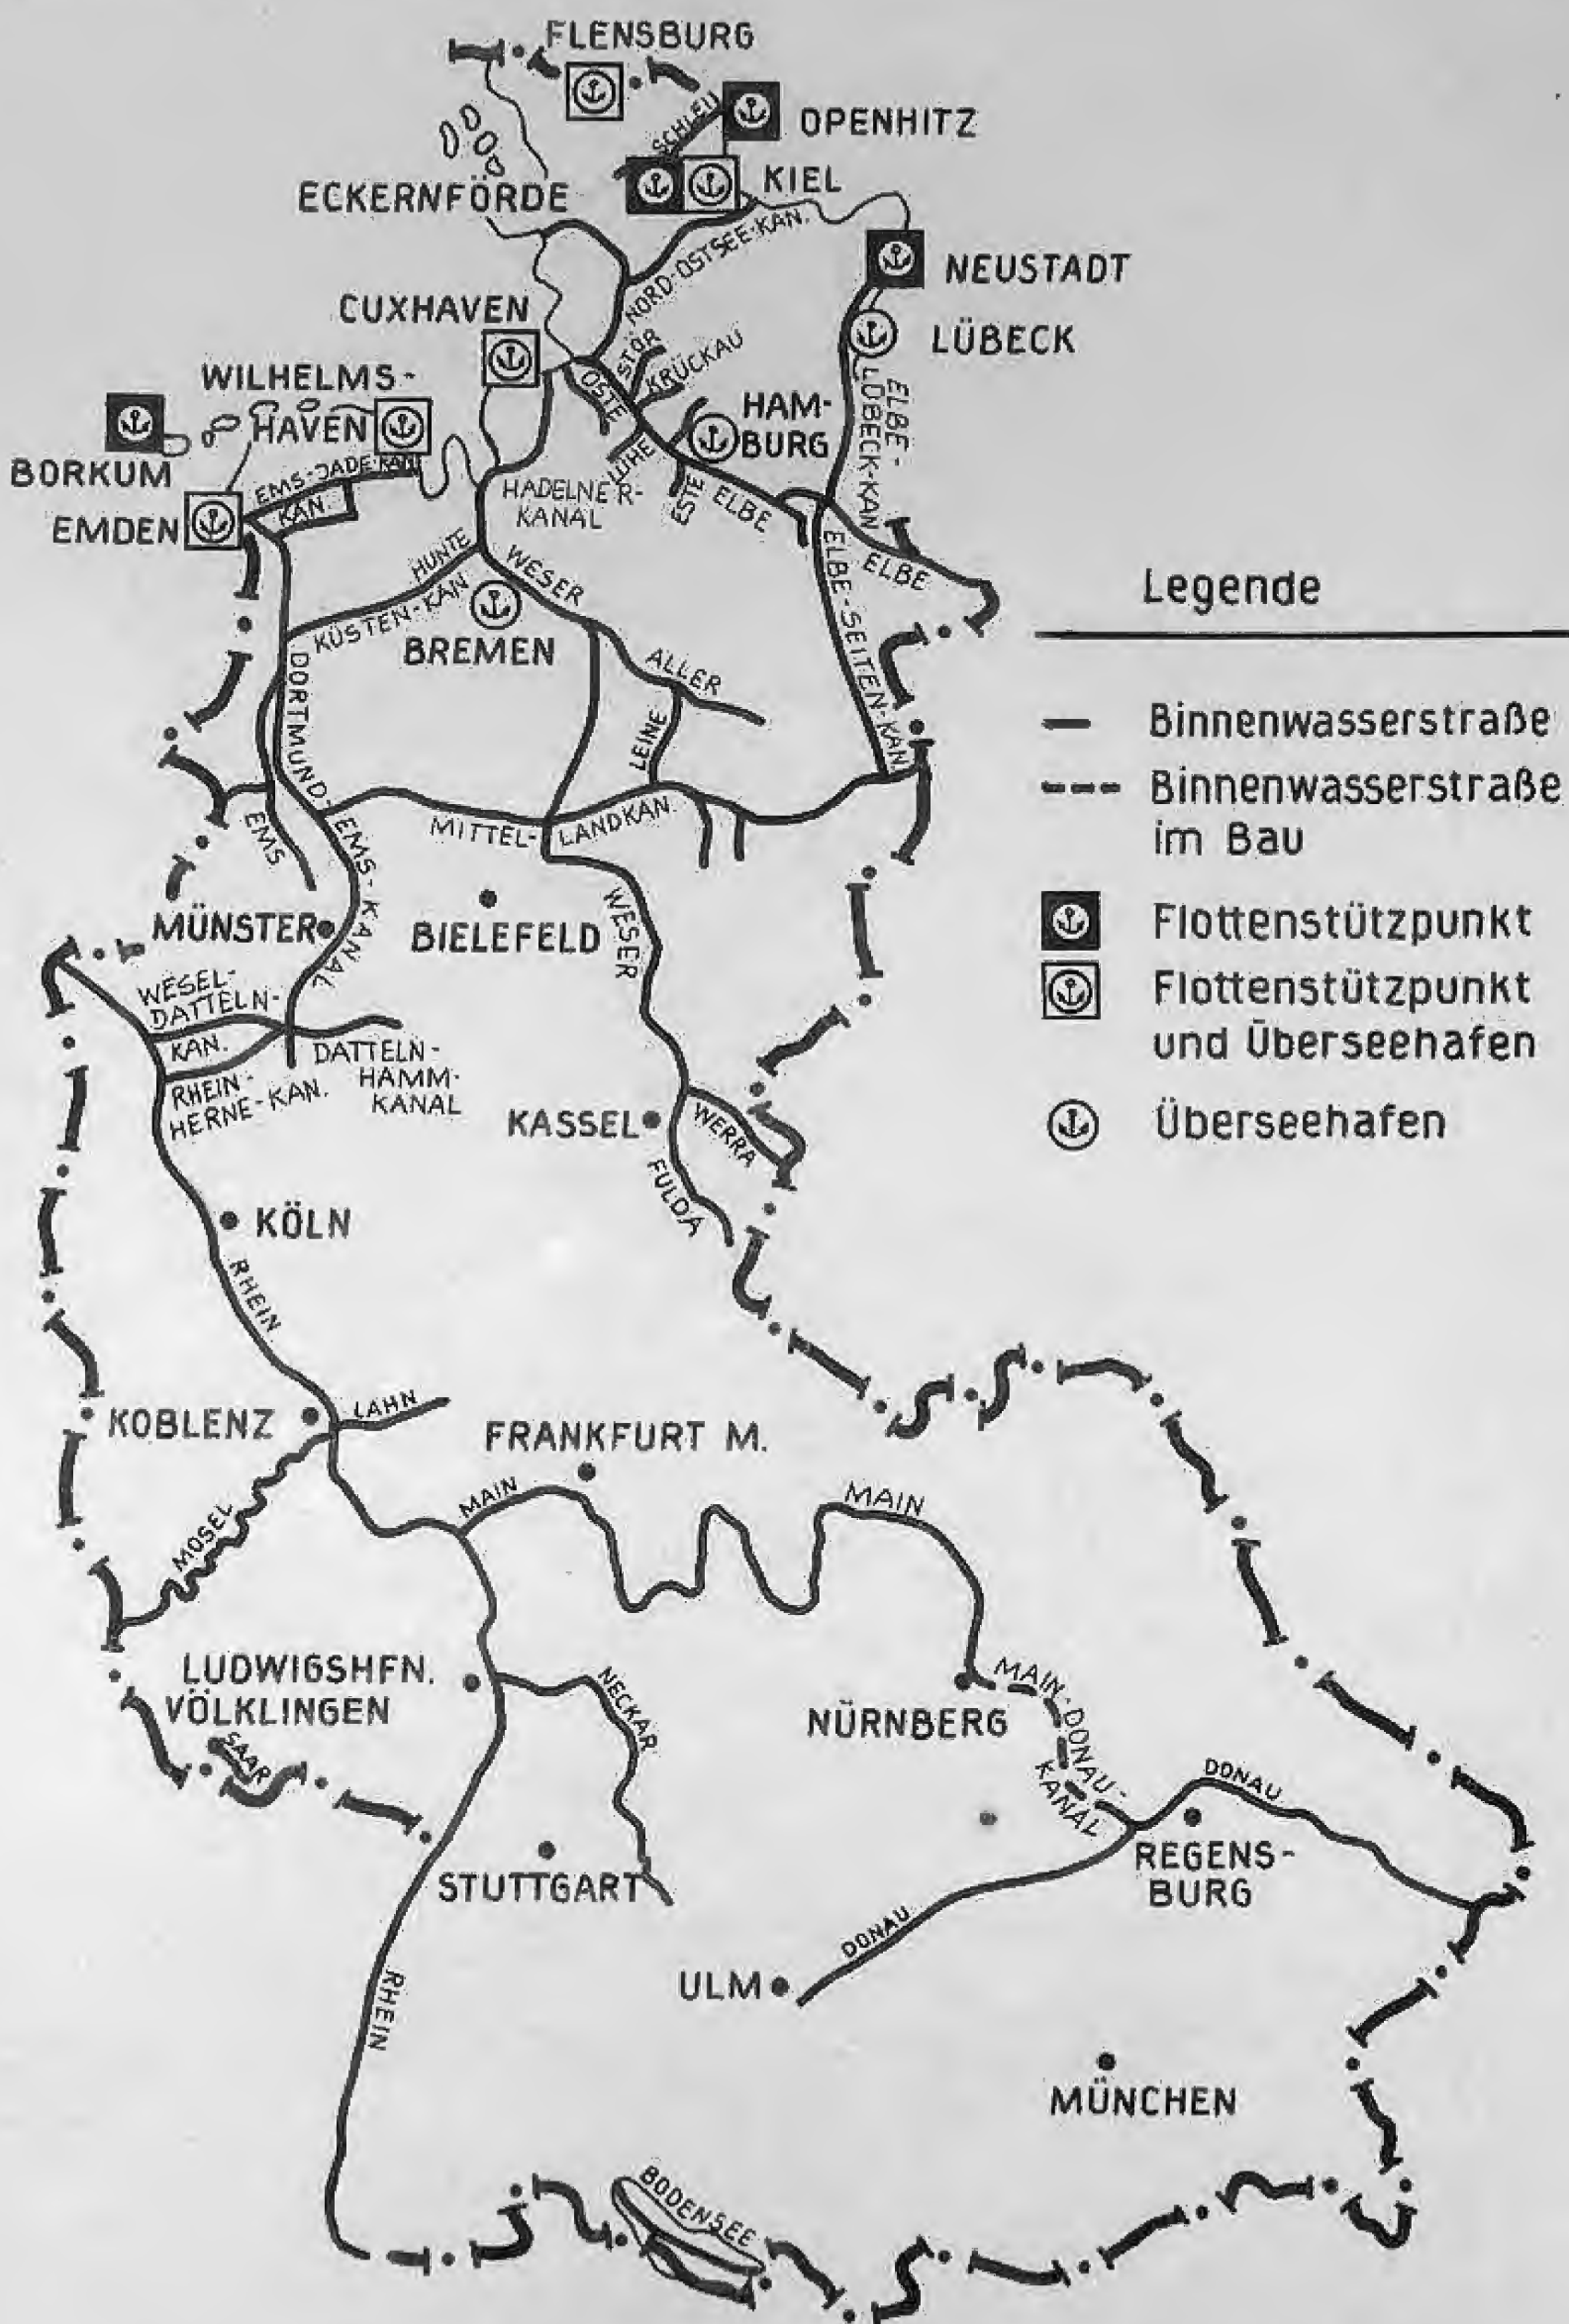 FLENSBURG
SCHLEU
OPENHITZ
ECKERNFÖRDE
KIEL
NORD-OSTSEE-KAN.
NEUSTADT
CUXHAVEN
STÖR
KRÜCKAU
LÜBECK
OSTE
ELBE-
LÜBECK-KAN
WILHELMS-
HAVEN
HAM-
BURG
BORKUM
LÜHE
EMS-JADE-KAN
HADELNER-
KANAL
ESTE
ELBE
EMDEN
KAN.
HUNTE
KÜSTEN-KAN
WESER
BREMEN
ELBE-SEITEN-KAN.
ELBE
Legende
Binnenwasserstraße
Binnenwasserstraße
im Bau
Flottenstützpunkt
Flottenstützpunkt
und Überseehafen
Überseehafen
ALLER
LEINE
DORTMUND-
EMS-KANAL
EMS
MITTEL-
LANDKAN.
MÜNSTER
BIELEFELD
WESER
WESEL-
DATTELN-
KAN.
DATTELN-
HAMM-
KANAL
RHEIN-
HERNE-KAN.
KASSEL
WERRA
FULDA
KÖLN
RHEIN
KOBLENZ
LAHN
FRANKFURT M.
MOSEL
MAIN
MAIN
LUDWIGSHFN.
VÖLKLINGEN
SAAR
NECKAR
NÜRNBERG
MAIN-DONAU-
KANAL
DONAU
REGENS-
BURG
STUTTGART
DONAU
ULM
RHEIN
MÜNCHEN
BODENSEE